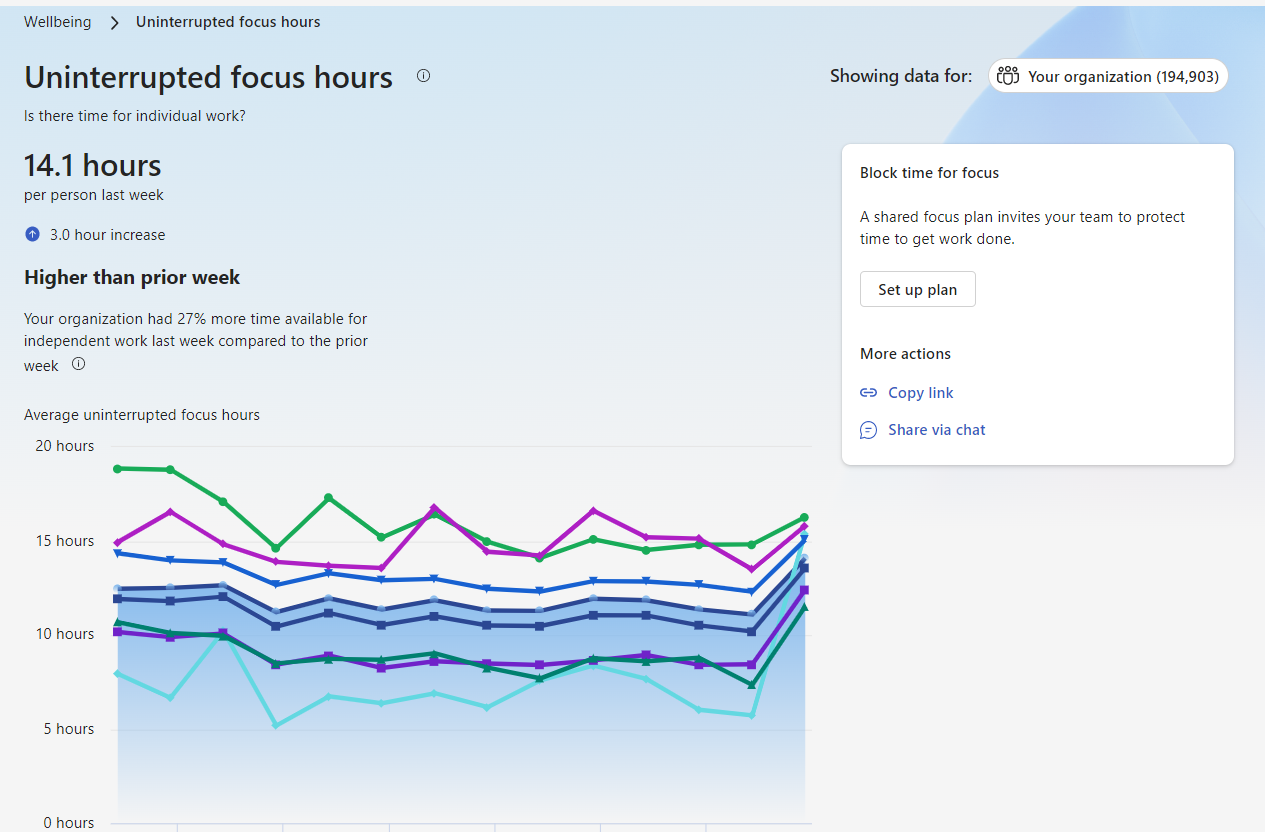 Wellbeing > Uninterrupted focus hours
Uninterrupted focus hours
Showing data for: Your organization (194,903)
Is there time for individual work?
14.1 hours
per person last week
3.0 hour increase
Higher than prior week
Your organization had 27% more time available for
independent work last week compared to the prior
week
Block time for focus
A shared focus plan invites your team to protect
time to get work done.
Set up plan
More actions
Copy link
Share via chat
Average uninterrupted focus hours
20 hours
15 hours
10 hours
5 hours
0 hours